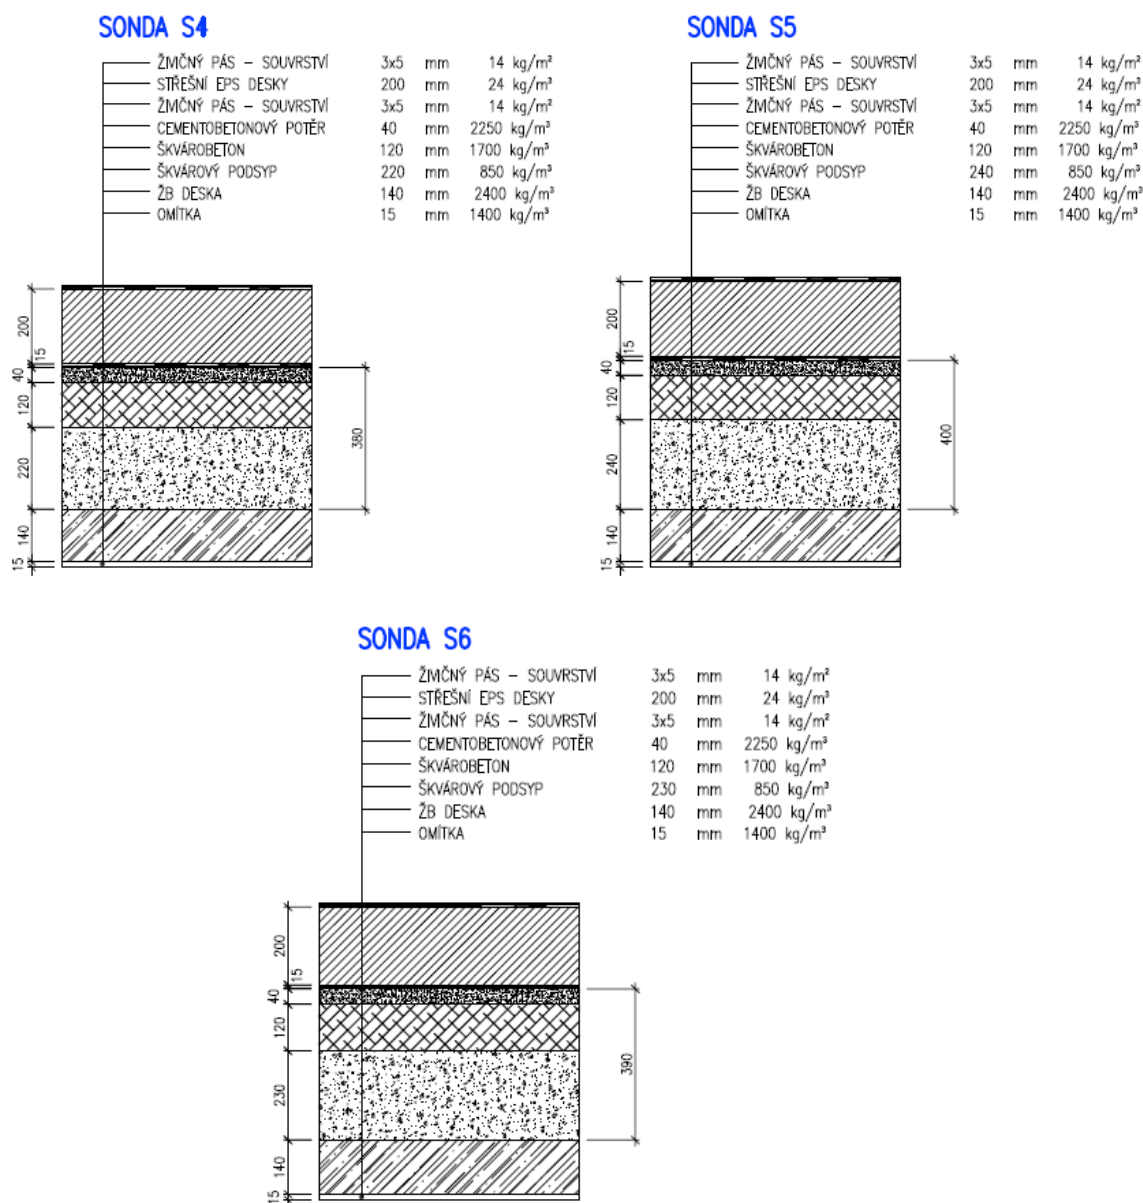 SONDA S4
ŽIVIČNÝ PÁS – SOUVRSTVÍ 3x5 mm 14 kg/m²
STŘEŠNÍ EPS DESKY 200 mm 24 kg/m³
ŽIVIČNÝ PÁS – SOUVRSTVÍ 3x5 mm 14 kg/m²
CEMENTOBETONOVÝ POTĚR 40 mm 2250 kg/m³
ŠKVÁROBETON 120 mm 1700 kg/m³
ŠKVÁROVÝ PODSYP 220 mm 850 kg/m³
ŽB DESKA 140 mm 2400 kg/m³
OMÍTKA 15 mm 1400 kg/m³
200
15
40
120
220
140
15
380
SONDA S5
ŽIVIČNÝ PÁS – SOUVRSTVÍ 3x5 mm 14 kg/m²
STŘEŠNÍ EPS DESKY 200 mm 24 kg/m³
ŽIVIČNÝ PÁS – SOUVRSTVÍ 3x5 mm 14 kg/m²
CEMENTOBETONOVÝ POTĚR 40 mm 2250 kg/m³
ŠKVÁROBETON 120 mm 1700 kg/m³
ŠKVÁROVÝ PODSYP 240 mm 850 kg/m³
ŽB DESKA 140 mm 2400 kg/m³
OMÍTKA 15 mm 1400 kg/m³
200
15
40
120
240
140
15
400
SONDA S6
ŽIVIČNÝ PÁS – SOUVRSTVÍ 3x5 mm 14 kg/m²
STŘEŠNÍ EPS DESKY 200 mm 24 kg/m³
ŽIVIČNÝ PÁS – SOUVRSTVÍ 3x5 mm 14 kg/m²
CEMENTOBETONOVÝ POTĚR 40 mm 2250 kg/m³
ŠKVÁROBETON 120 mm 1700 kg/m³
ŠKVÁROVÝ PODSYP 230 mm 850 kg/m³
ŽB DESKA 140 mm 2400 kg/m³
OMÍTKA 15 mm 1400 kg/m³
200
15
40
120
230
140
15
390